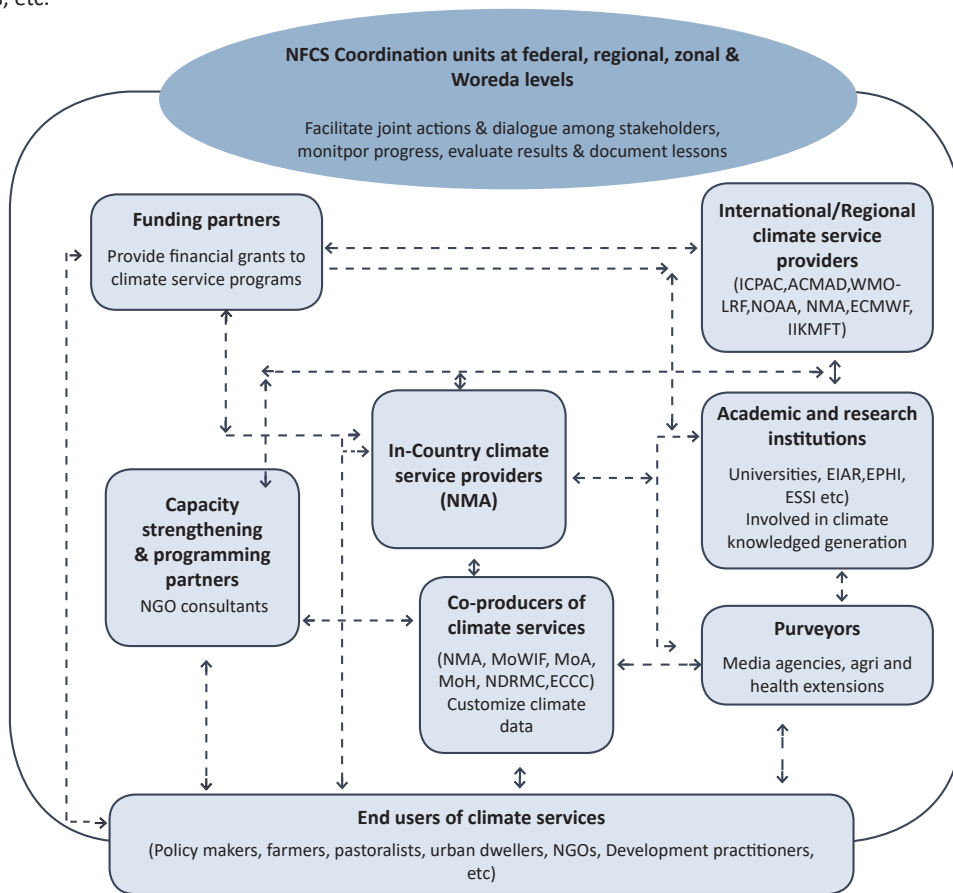 etc.
NFCS Coordination units at federal, regional, zonal &
Woreda levels
Facilitate joint actions & dialogue among stakeholders,
monitpor progress, evaluate results & document lessons
Funding partners
Provide financial grants to
climate service programs
International/Regional
climate service
providers
(ICPAC,ACMAD,WMO-
LRF,NOAA, NMA,ECMWF,
IIKMFT)
In-Country climate
service providers
(NMA)
Academic and research
institutions
Universities, EIAR,EPHI,
ESSI etc)
Involved in climate
knowledged generation
Capacity
strengthening
& programming
partners
NGO consultants
Co-producers of
climate services
(NMA, MoWIF, MoA,
MoH, NDRMC,ECCC)
Customize climate
data
Purveyors
Media agencies, agri and
health extensions
End users of climate services
(Policy makers, farmers, pastoralists, urban dwellers, NGOs, Development practitioners,
etc)